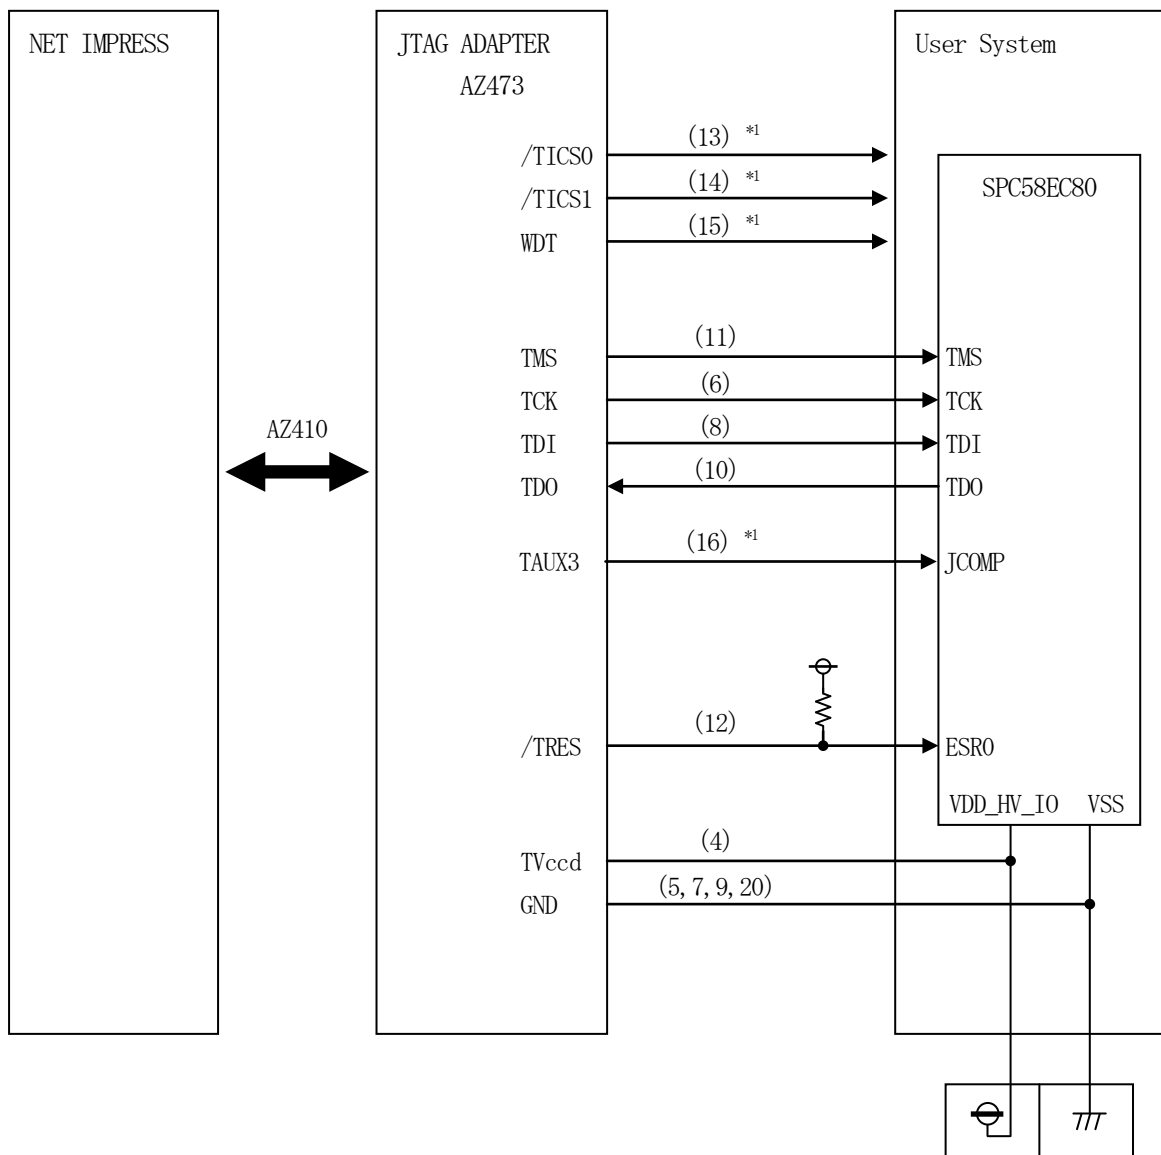 NET IMPRESS
JTAG ADAPTER
AZ473
User System
SPC58EC80
/TICS0
(13) *1
/TICS1
(14) *1
WDT
(15) *1
TMS
(11)
TMS
TCK
(6)
TCK
AZ410
TDI
(8)
TDI
TDO
(10)
TDO
TAUX3
(16) *1
JCOMP
/TRES
(12)
ESR0
VDD_HV_IO VSS
TVccd
(4)
GND
(5,7,9,20)